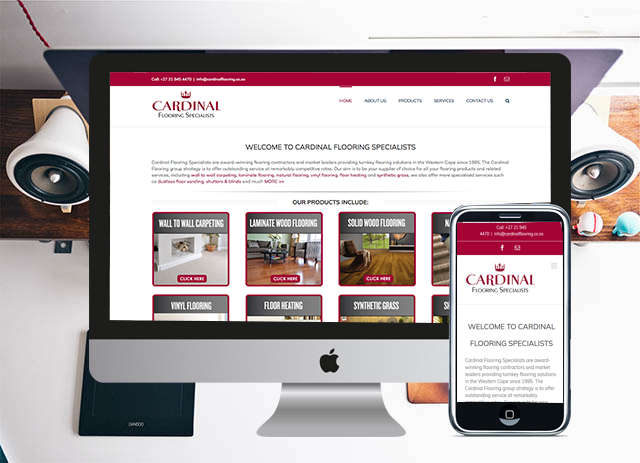 Call: +27 21 945 4470 | info@cardinalflooring.co.za
CARDINAL
FLOORING SPECIALISTS
HOME ABOUT US PRODUCTS SERVICES CONTACT US
WELCOME TO CARDINAL FLOORING SPECIALISTS
Cardinal Flooring Specialists are award-winning flooring contractors and market leaders providing turnkey flooring solutions in the Western Cape since 1995. The Cardinal
Flooring group strategy is to offer outstanding service at remarkably competitive rates. Our aim is to be your supplier of choice for all your flooring products and related
services, including wall to wall carpeting, laminate flooring, natural flooring, vinyl flooring, floor heating and synthetic grass, we also offer more specialised services such
as dustless floor sanding, shutters & blinds and much MORE >>
OUR PRODUCTS INCLUDE:
WALL TO WALL CARPETING
CLICK HERE
LAMINATE WOOD FLOORING
CLICK HERE
SOLID WOOD FLOORING
VINYL FLOORING
FLOOR HEATING
SYNTHETIC GRASS
Call: +27 21 945
4470 | info@cardinalflooring.co.za
CARDINAL
FLOORING SPECIALISTS
WELCOME TO CARDINAL
FLOORING SPECIALISTS
Cardinal Flooring Specialists are award-
winning flooring contractors and market
leaders providing turnkey flooring solutions
in the Western Cape since 1995. The
Cardinal Flooring group strategy is to offer
outstanding service at remarkably